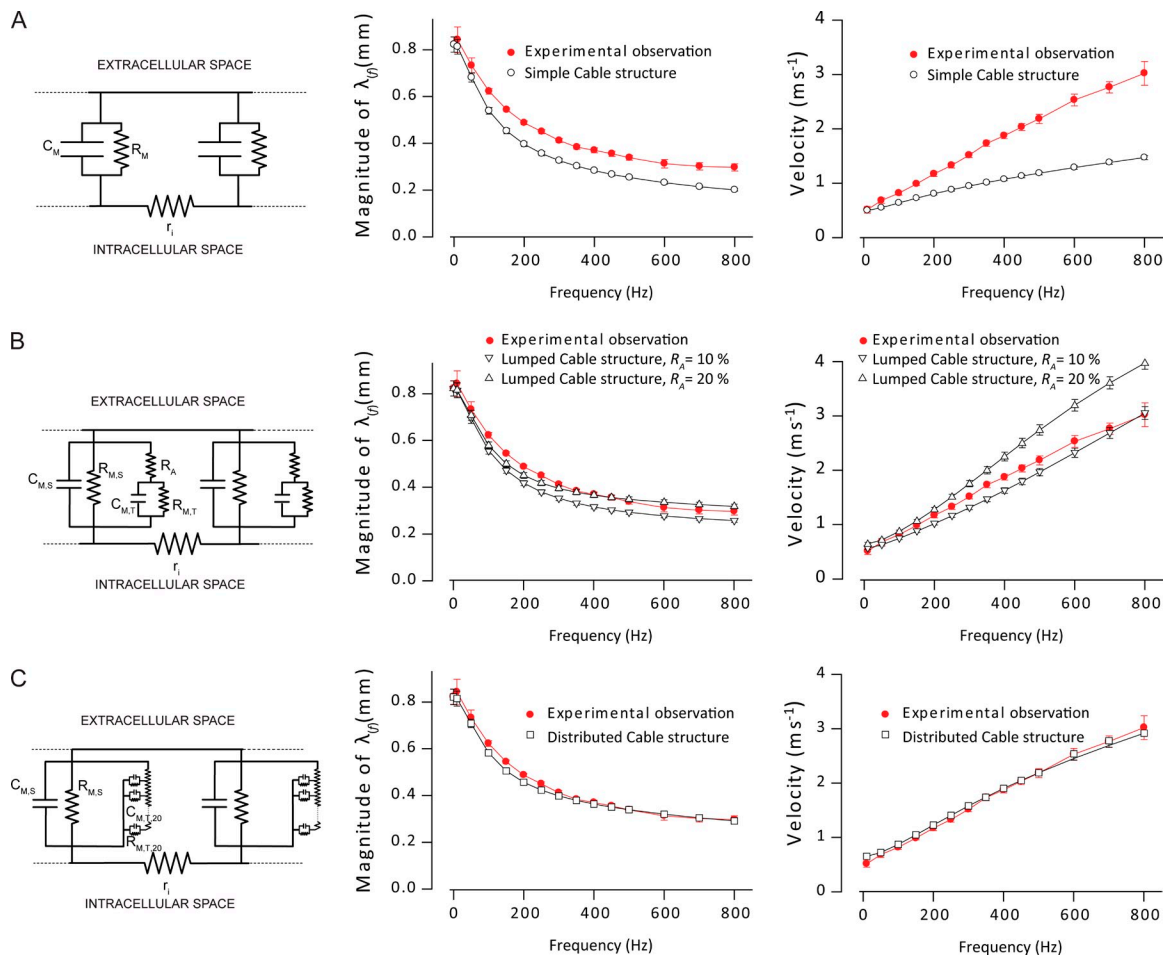 A
EXTRACELLULAR SPACE
C_M
R_M
r_i
INTRACELLULAR SPACE
Magnitude of λ_(f)(mm)
0.8
0.6
0.4
0.2
0.0
Experimental observation
Simple Cable structure
0 200 400 600 800
Frequency (Hz)
Velocity (ms⁻¹)
4
3
2
1
0
Experimental observation
Simple Cable structure
0 200 400 600 800
Frequency (Hz)
B
EXTRACELLULAR SPACE
C_M,S
R_M,S
R_A
C_M,T
R_M,T
r_i
INTRACELLULAR SPACE
Magnitude of λ_(f)(mm)
0.8
0.6
0.4
0.2
0.0
Experimental observation
Lumped Cable structure, R_A= 10 %
Lumped Cable structure, R_A= 20 %
0 200 400 600 800
Frequency (Hz)
Velocity (ms⁻¹)
4
3
2
1
0
Experimental observation
Lumped Cable structure, R_A= 10 %
Lumped Cable structure, R_A= 20 %
0 200 400 600 800
Frequency (Hz)
C
EXTRACELLULAR SPACE
C_M,S
R_M,S
C_M,T,20
R_M,T,20
r_i
INTRACELLULAR SPACE
Magnitude of λ_(f)(mm)
0.8
0.6
0.4
0.2
0.0
Experimental observation
Distributed Cable structure
0 200 400 600 800
Frequency (Hz)
Velocity (ms⁻¹)
4
3
2
1
0
Experimental observation
Distributed Cable structure
0 200 400 600 800
Frequency (Hz)